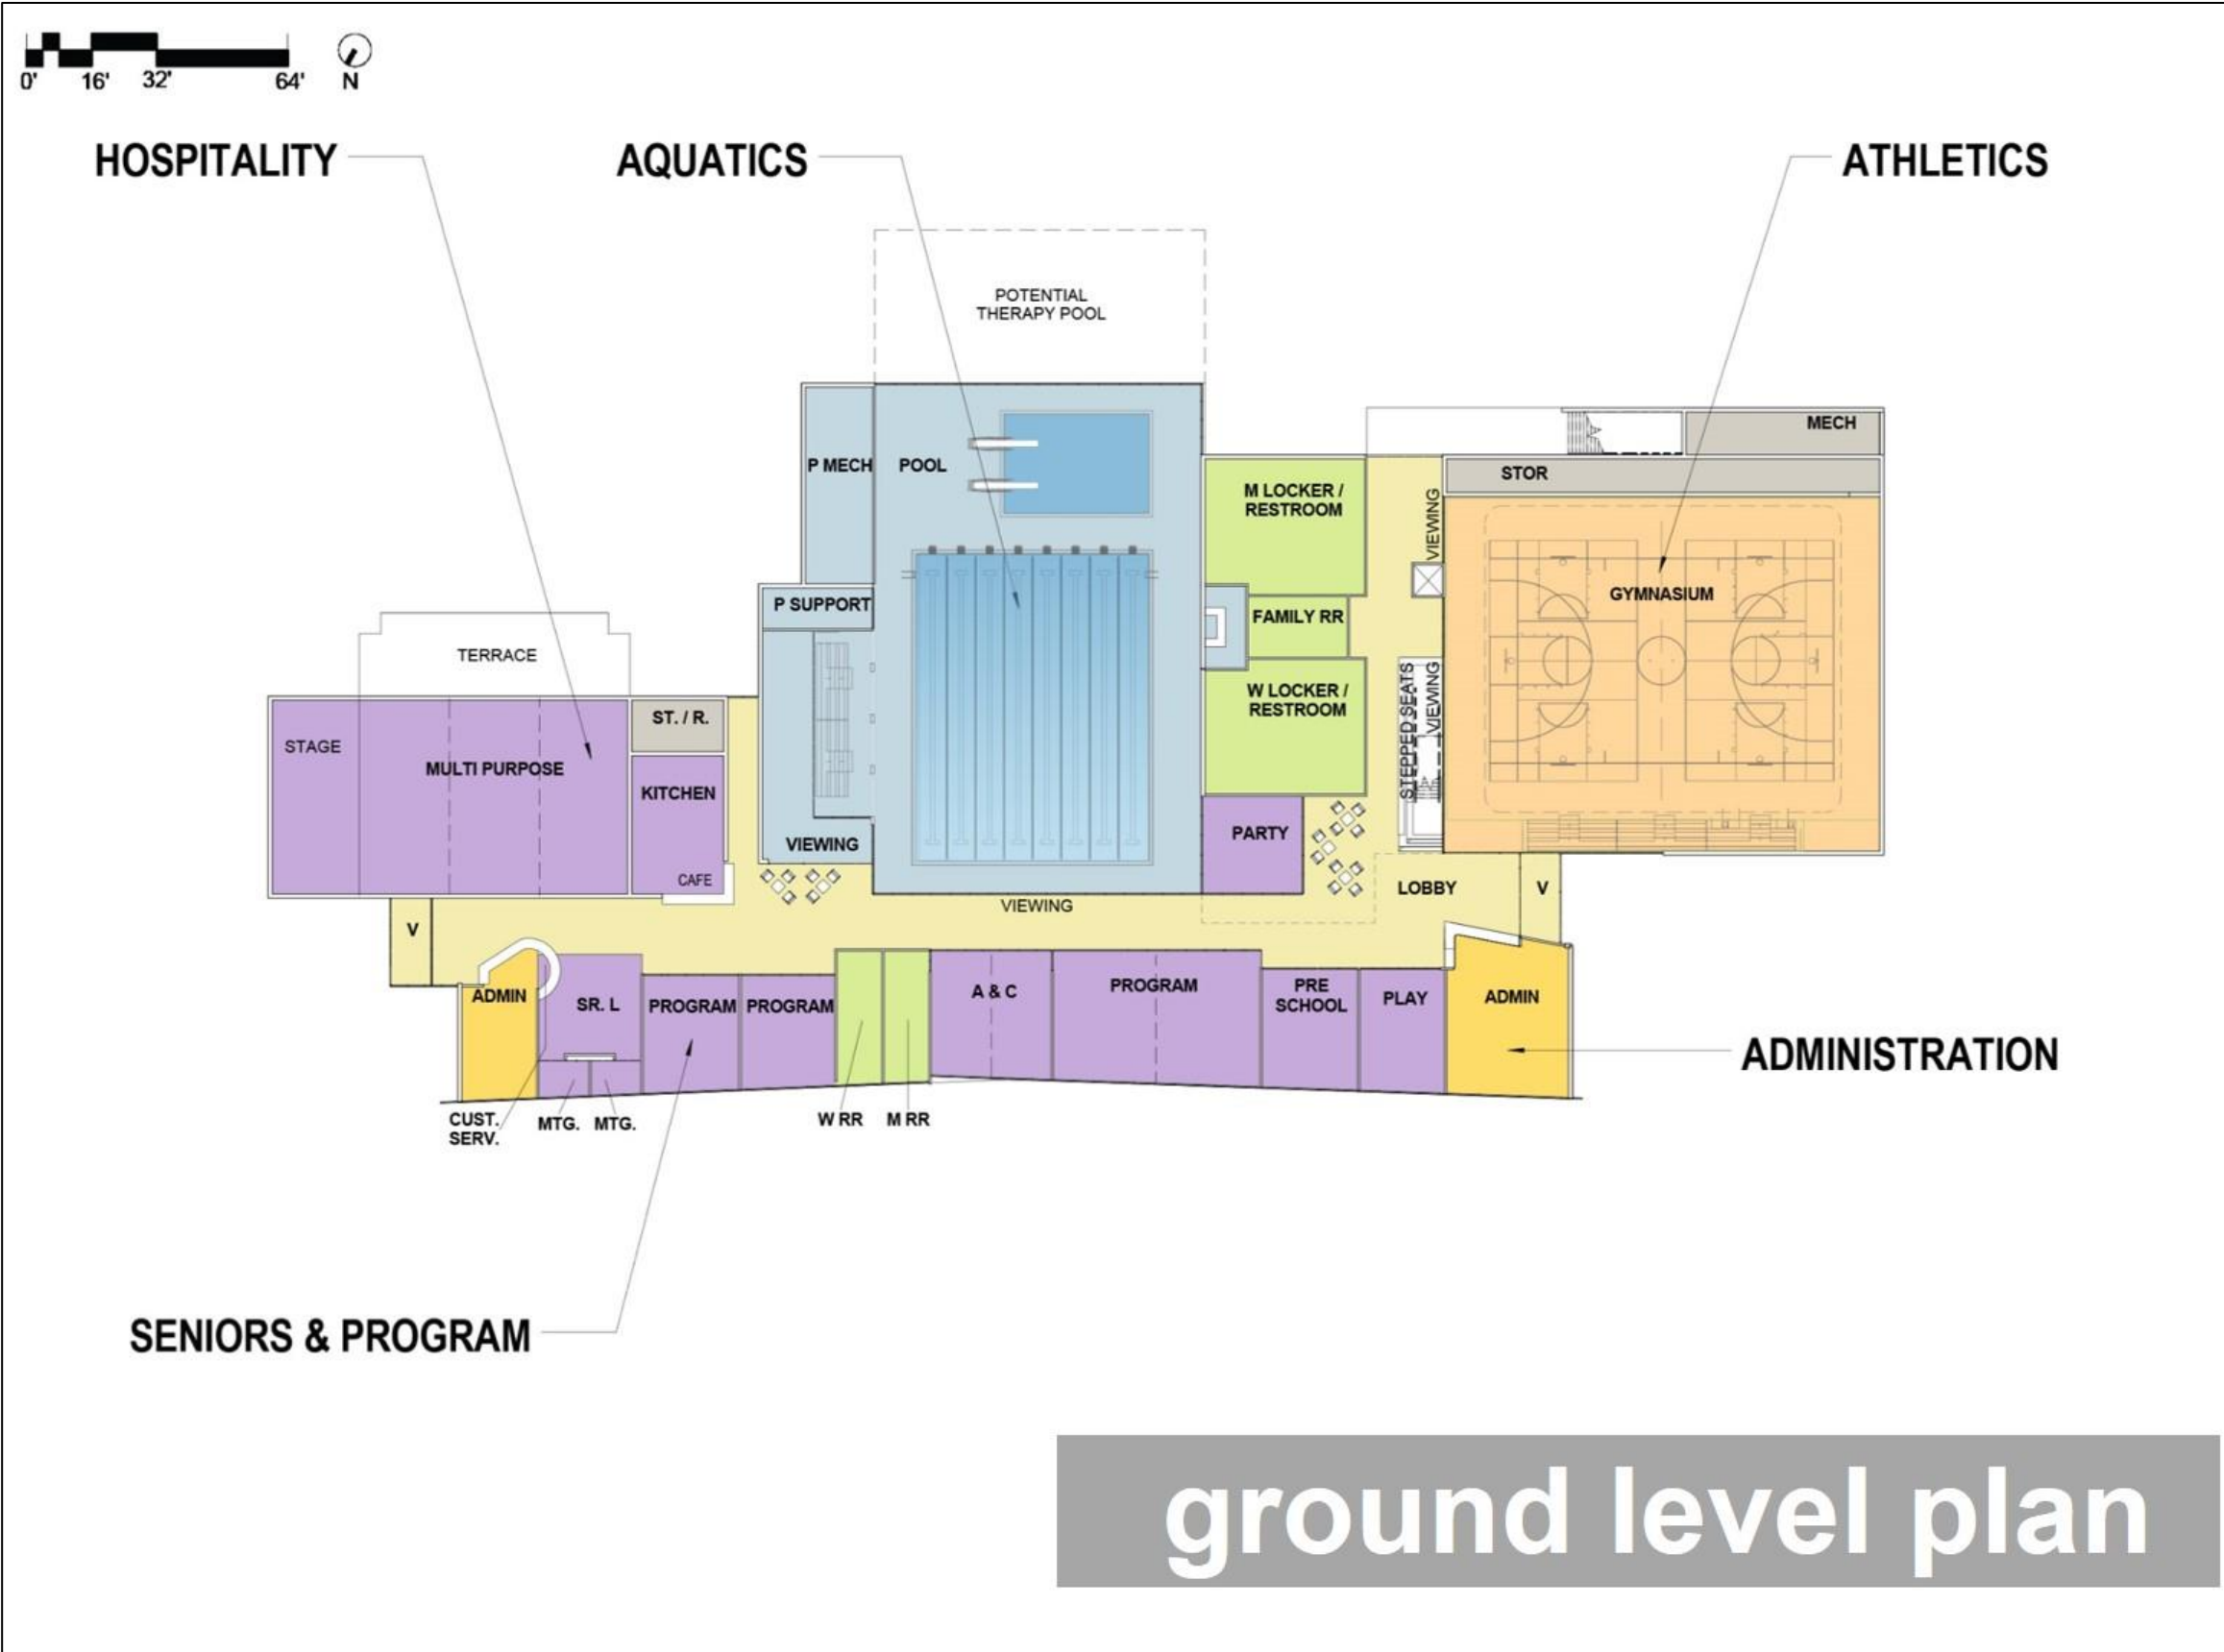 0' 16' 32' 64' N
HOSPITALITY
AQUATICS
ATHLETICS
POTENTIAL
THERAPY POOL
MECH
P MECH
POOL
STOR
M LOCKER /
RESTROOM
VIEWING
GYMNASIUM
P SUPPORT
FAMILY RR
TERRACE
W LOCKER /
RESTROOM
STEPPED SEATS
VIEWING
ST. / R.
STAGE
MULTI PURPOSE
KITCHEN
PARTY
VIEWING
CAFE
LOBBY
V
VIEWING
V
ADMIN
SR. L
PROGRAM
PROGRAM
A & C
PROGRAM
PRE
SCHOOL
PLAY
ADMIN
ADMINISTRATION
CUST.
SERV.
MTG.
MTG.
W RR
M RR
SENIORS & PROGRAM
ground level plan